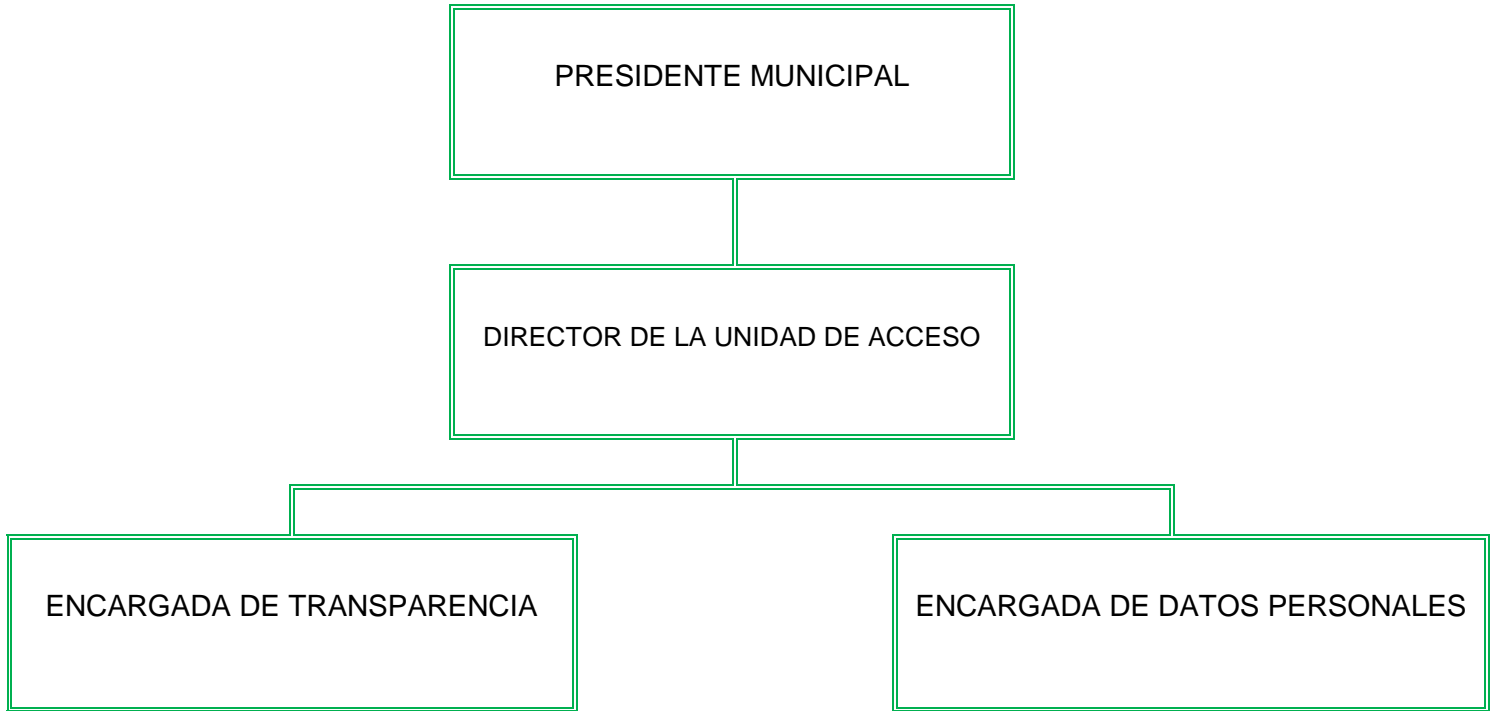 PRESIDENTE MUNICIPAL
DIRECTOR DE LA UNIDAD DE ACCESO
ENCARGADA DE TRANSPARENCIA
ENCARGADA DE DATOS PERSONALES